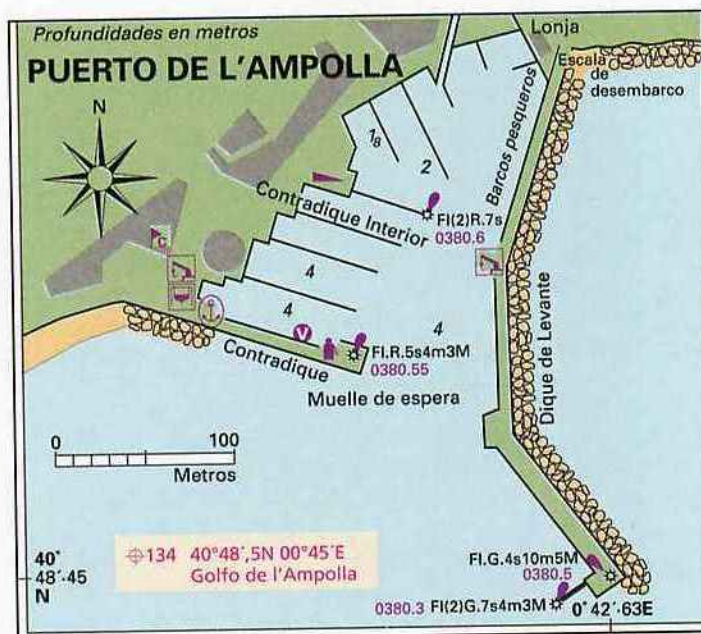 Profundidades en metros
PUERTO DE L'AMPOLLA
Lonja
Escala
de
desembarco
N
1₈
2
Barcos pesqueros
Contradique Interior
Fl(2)R.7s
0380.6
C
4
4
4
V
Fl.R.5s4m3M
0380.55
Contradique
Muelle de espera
Dique de Levante
0 100
Metros
134 40°48´,5N 00°45´E
Golfo de l'Ampolla
40°
48´·45
N
Fl.G.4s10m5M
0380.5
0380.3 Fl(2)G.7s4m3M
0°42´·63E